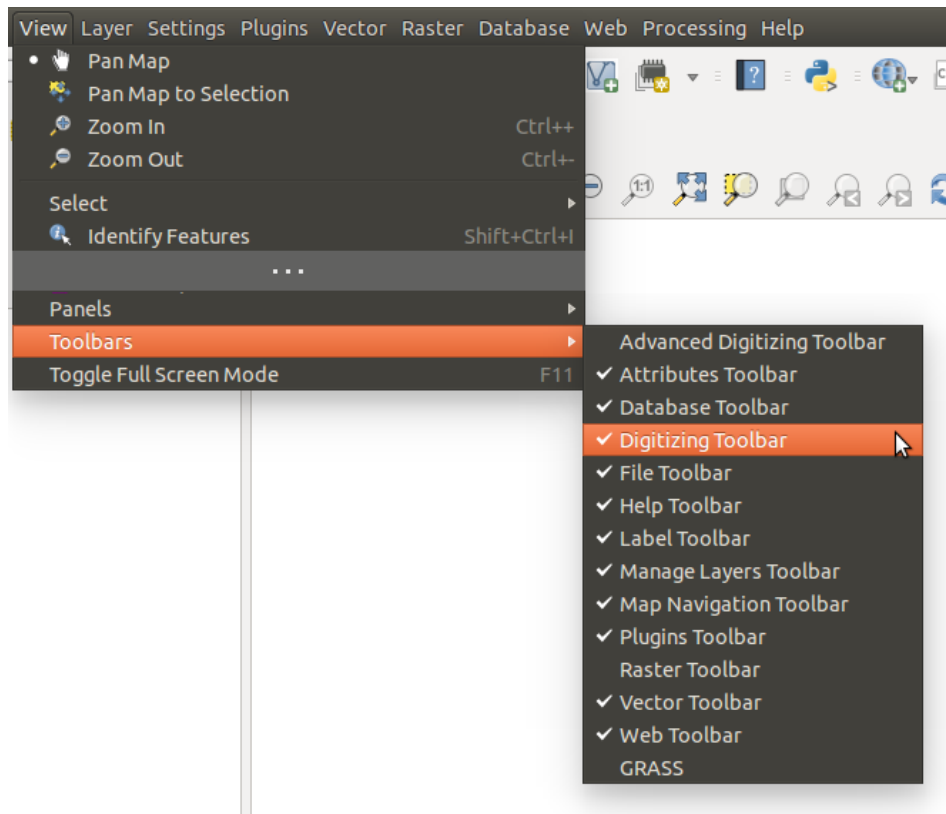 View Layer Settings Plugins Vector Raster Database Web Processing Help
Pan Map
Pan Map to Selection
Zoom In Ctrl++
Zoom Out Ctrl+-
1:1
Select
Identify Features Shift+Ctrl+I
...
Panels
Toolbars
Toggle Full Screen Mode F11
Advanced Digitizing Toolbar
Attributes Toolbar
Database Toolbar
Digitizing Toolbar
File Toolbar
Help Toolbar
Label Toolbar
Manage Layers Toolbar
Map Navigation Toolbar
Plugins Toolbar
Raster Toolbar
Vector Toolbar
Web Toolbar
GRASS